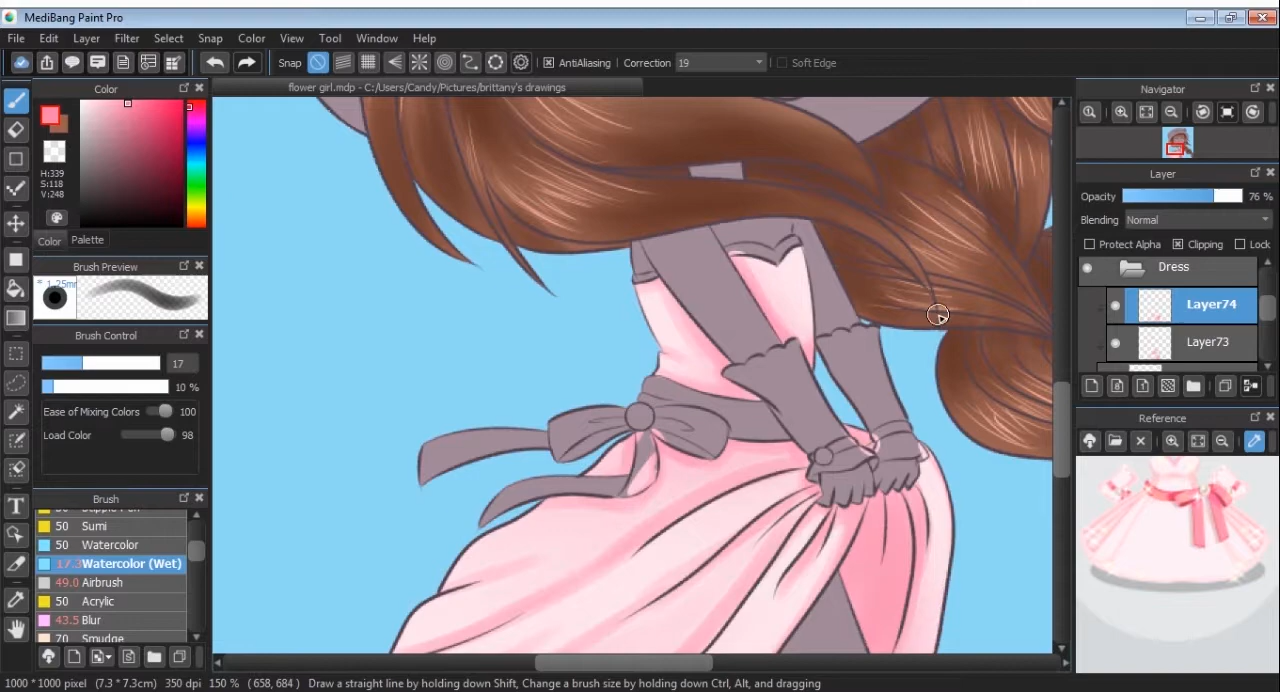 MediBang Paint Pro
File Edit Layer Filter Select Snap Color View Tool Window Help
Snap AntiAliasing Correction 19 Soft Edge
Color
flower girl.mdp - C:/Users/Candy/Pictures/brittany's drawings
Navigator
H:339
S:118
V:248
Color Palette
Layer
Opacity 76 %
Blending Normal
Protect Alpha Clipping Lock
Brush Preview
* 1.25mm
Dress
Layer74
Brush Control
Layer73
17
10 %
Ease of Mixing Colors 100
Load Color 98
Reference
Brush
50 Sumi
50 Watercolor
17.3 Watercolor (Wet)
49.0 Airbrush
50 Acrylic
43.5 Blur
70 Smudge
1000 * 1000 pixel (7.3 * 7.3cm) 350 dpi 150 % ( 658, 684 ) Draw a straight line by holding down Shift, Change a brush size by holding down Ctrl, Alt, and dragging